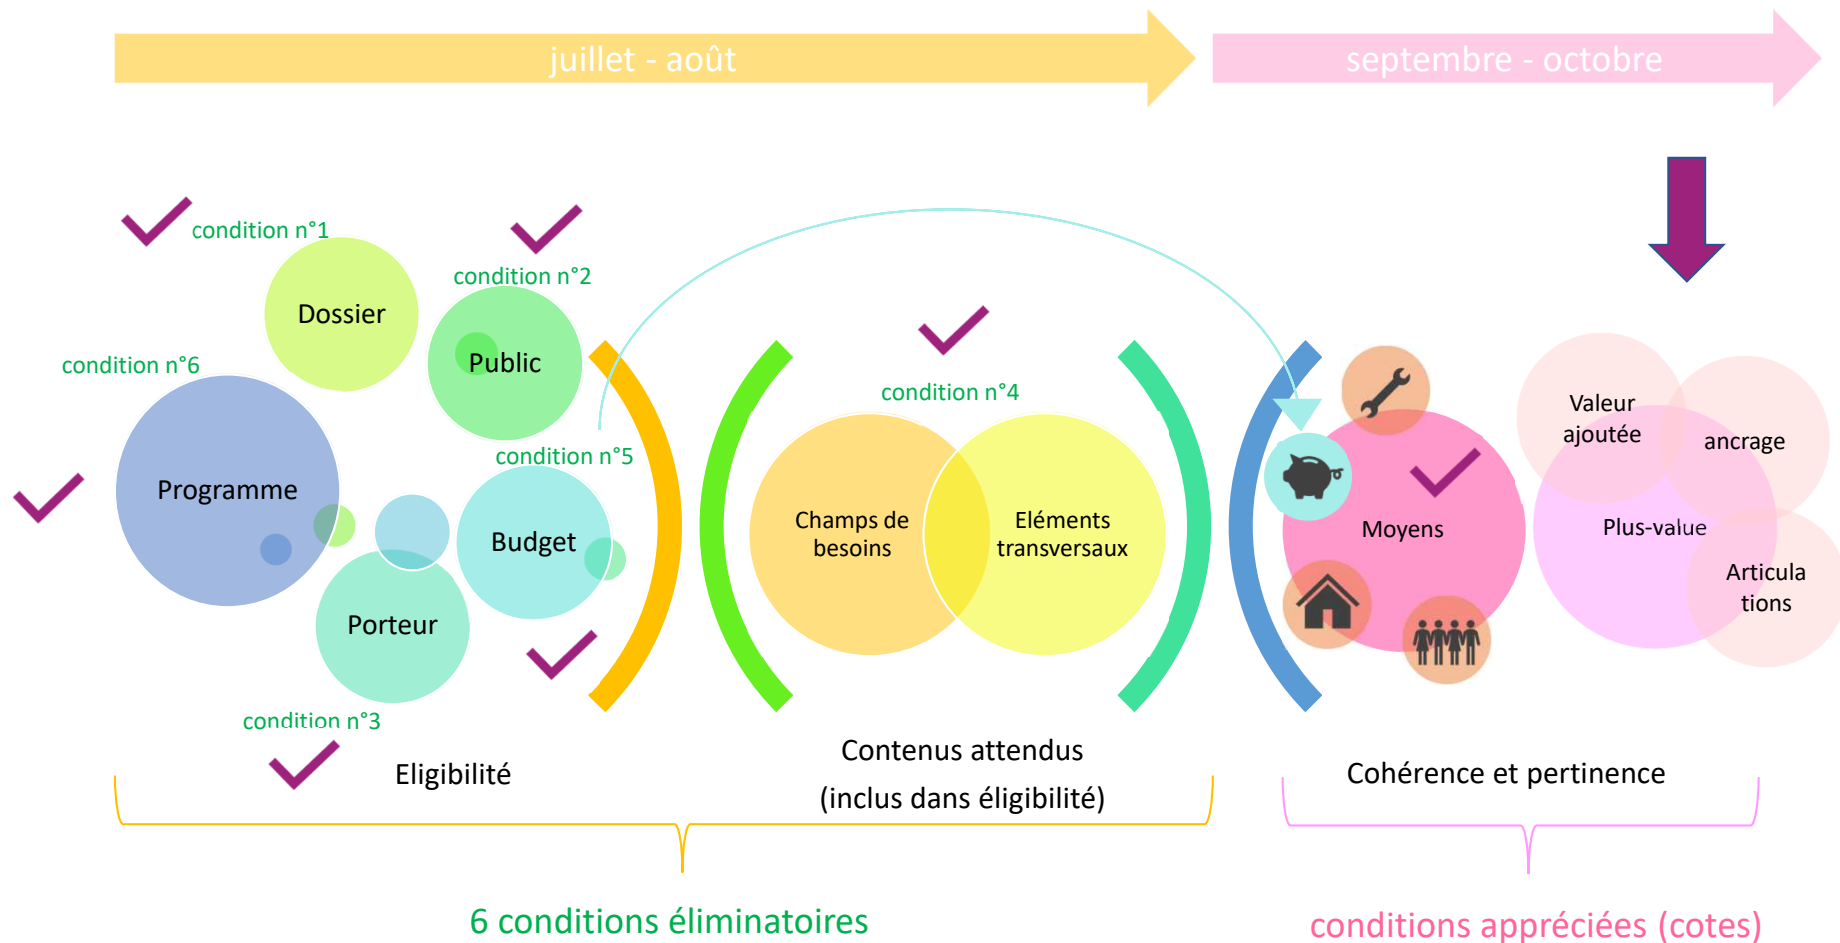 juillet - août
septembre - octobre
condition n°1
Dossier
condition n°2
Public
condition n°6
Programme
condition n°5
Budget
Porteur
condition n°3
condition n°4
Champs de
besoins
Eléments
transversaux
Moyens
Valeur
ajoutée
ancrage
Plus-value
Articula
tions
Eligibilité
Contenus attendus
(inclus dans éligibilité)
Cohérence et pertinence
6 conditions éliminatoires
conditions appréciées (cotes)